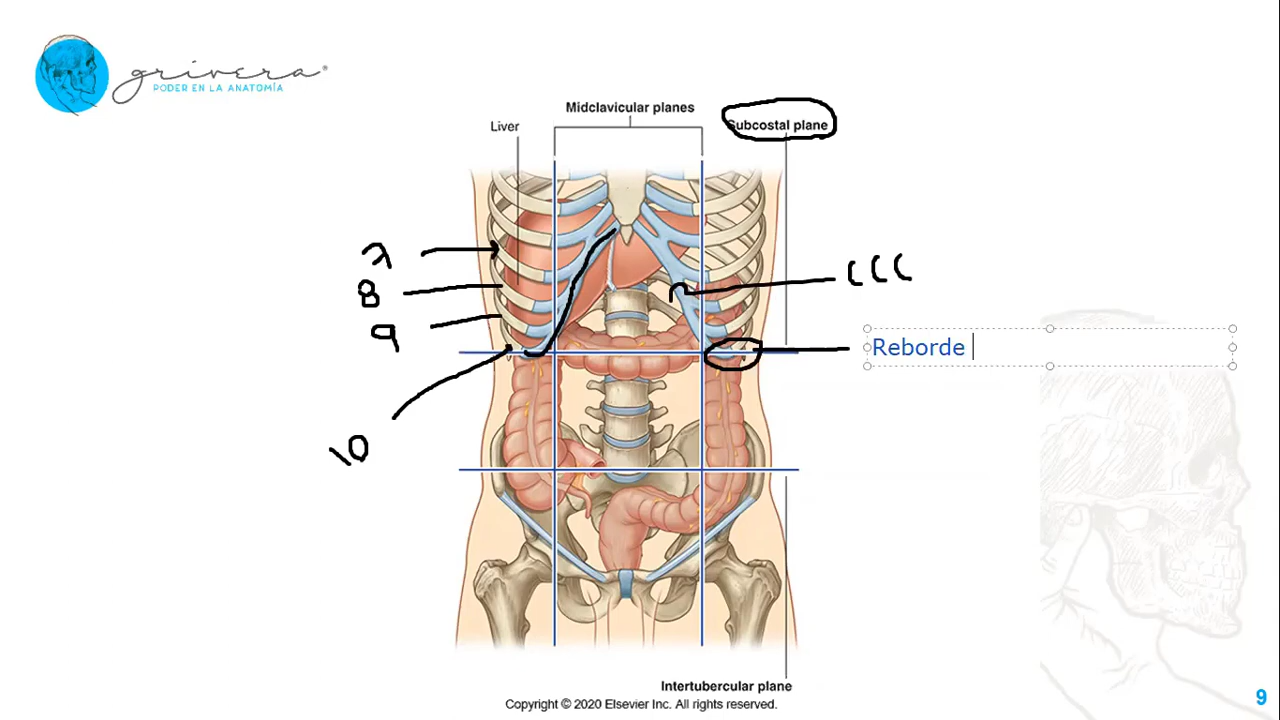 grivera®
PODER EN LA ANATOMÍA
Midclavicular planes
Liver
Subcostal plane
7
8
9
10
CCC
Reborde
Intertubercular plane
Copyright © 2020 Elsevier Inc. All rights reserved.
9